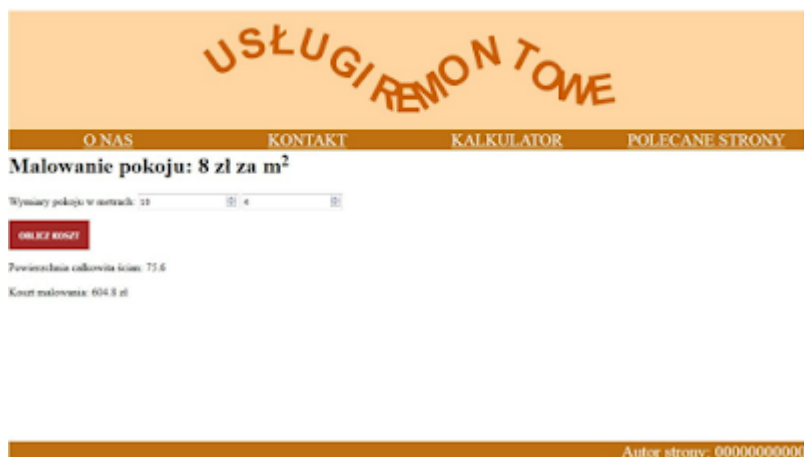 USŁUGI REMONTOWE
O NAS KONTAKT KALKULATOR POLECANE STRONY
Malowanie pokoju: 8 zł za m²
Wymiary pokoju w metrach: 10 4
OBLICZ KOSZT
Powierzchnia całkowita ścian: 75.6
Koszt malowania: 604.8 zł
Autor strony: 00000000000